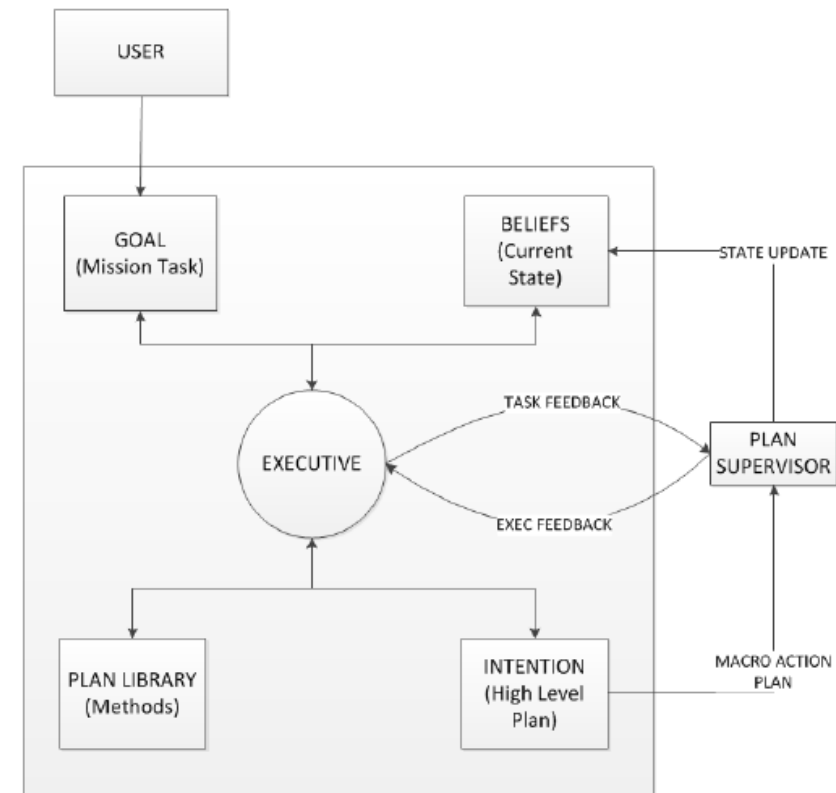 USER
GOAL
(Mission Task)
BELIEFS
(Current
State)
STATE UPDATE
TASK FEEDBACK
EXECUTIVE
PLAN
SUPERVISOR
EXEC FEEDBACK
PLAN LIBRARY
(Methods)
INTENTION
(High Level
Plan)
MACRO ACTION
PLAN